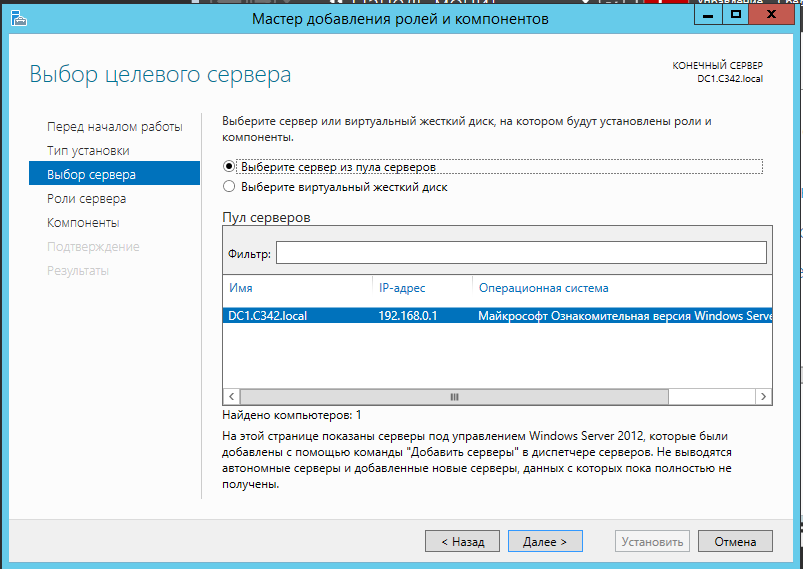 Мастер добавления ролей и компонентов
Выбор целевого сервера
КОНЕЧНЫЙ СЕРВЕР
DC1.C342.local
Перед началом работы
Тип установки
Выбор сервера
Роли сервера
Компоненты
Подтверждение
Результаты
Выберите сервер или виртуальный жесткий диск, на котором будут установлены роли и
компоненты.
Выберите сервер из пула серверов
Выберите виртуальный жесткий диск
Пул серверов
Фильтр:
Имя IP-адрес Операционная система
DC1.C342.local 192.168.0.1 Майкрософт Ознакомительная версия Windows Serve
Найдено компьютеров: 1
На этой странице показаны серверы под управлением Windows Server 2012, которые были
добавлены с помощью команды "Добавить серверы" в диспетчере серверов. Не выводятся
автономные серверы и добавленные новые серверы, данных с которых пока полностью не
получены.
< Назад Далее > Установить Отмена